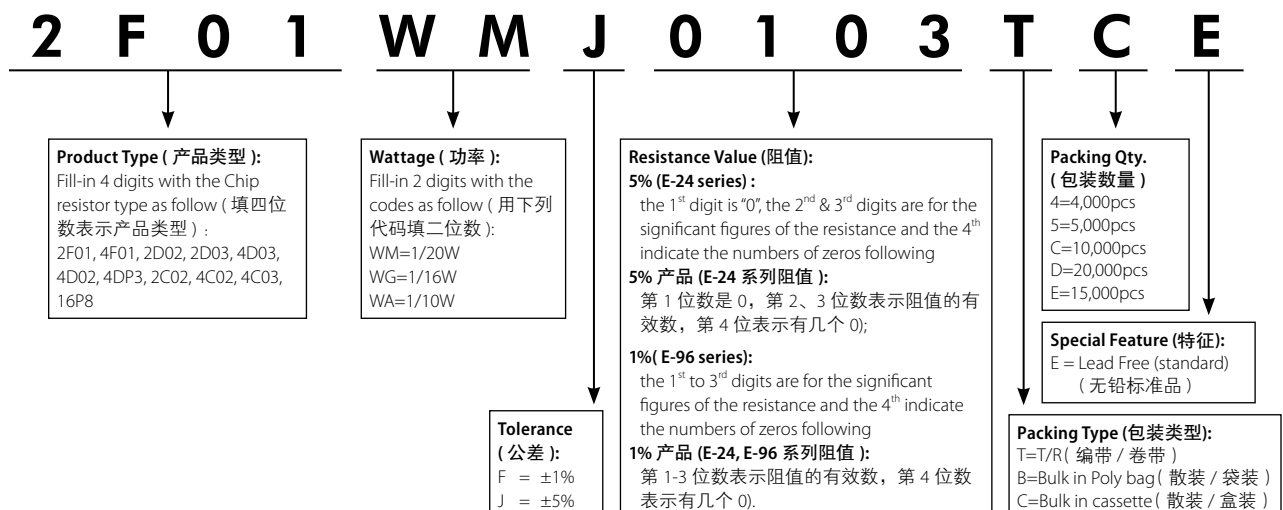 2F01 WM J 0103 T C E
Product Type ( 产品类型 ):
Fill-in 4 digits with the Chip
resistor type as follow ( 填四位
数表示产品类型 ) :
2F01, 4F01, 2D02, 2D03, 4D03,
4D02, 4DP3, 2C02, 4C02, 4C03,
16P8
Wattage ( 功率 ):
Fill-in 2 digits with the
codes as follow ( 用下列
代码填二位数 ):
WM=1/20W
WG=1/16W
WA=1/10W
Tolerance
( 公差 ):
F = ±1%
J = ±5%
Resistance Value (阻值):
5% (E-24 series) :
the 1st digit is "0", the 2nd & 3rd digits are for the
significant figures of the resistance and the 4th
indicate the numbers of zeros following
5% 产品 (E-24 系列阻值 ):
第 1 位数是 0，第 2、3 位数表示阻值的有
效数，第 4 位表示有几个 0);
1%( E-96 series):
the 1st to 3rd digits are for the significant
figures of the resistance and the 4th indicate
the numbers of zeros following
1% 产品 (E-24, E-96 系列阻值 ):
第 1-3 位数表示阻值的有效数，第 4 位数
表示有几个 0).
Packing Qty.
( 包装数量 )
4=4,000pcs
5=5,000pcs
C=10,000pcs
D=20,000pcs
E=15,000pcs
Special Feature (特征):
E = Lead Free (standard)
( 无铅标准品 )
Packing Type (包装类型):
T=T/R( 编带 / 卷带 )
B=Bulk in Poly bag( 散装 / 袋装 )
C=Bulk in cassette( 散装 / 盒装 )